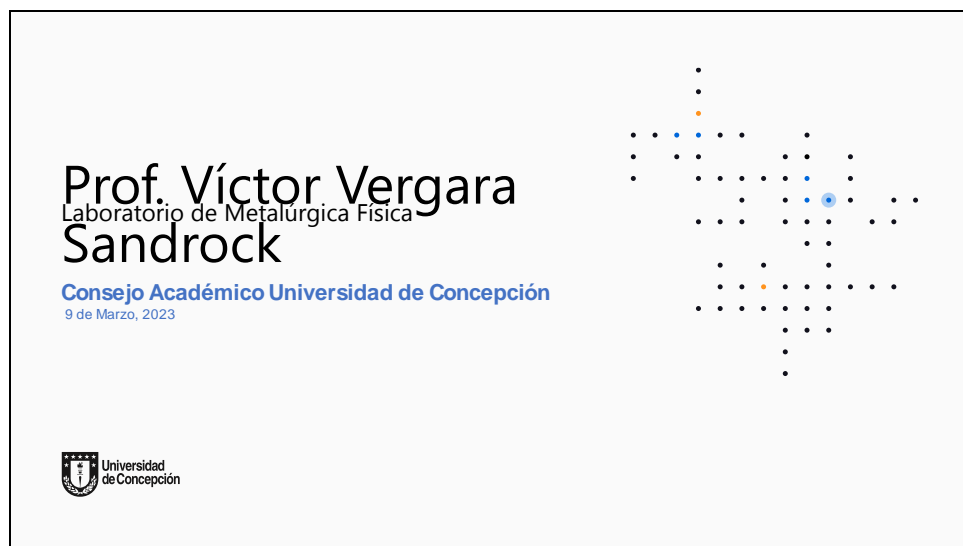 Prof. Víctor Vergara
Laboratorio de Metalúrgica Física
Sandrock
Consejo Académico Universidad de Concepción
9 de Marzo, 2023
Universidad
de Concepción